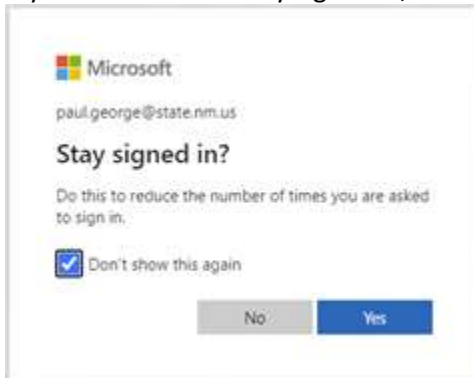 Microsoft
paul.george@state.nm.us
Stay signed in?
Do this to reduce the number of times you are asked
to sign in.
Don't show this again
No Yes